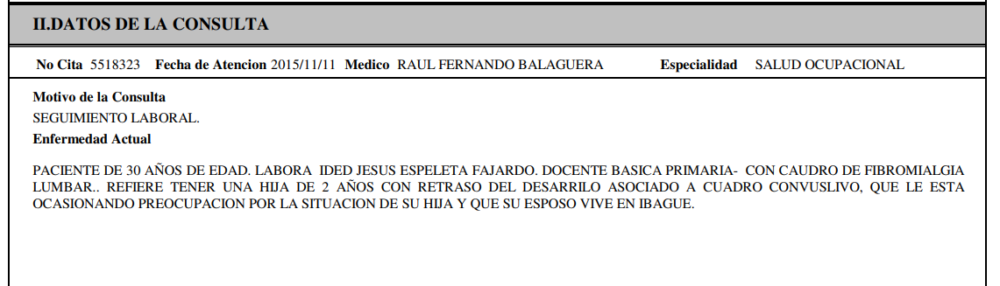 II.DATOS DE LA CONSULTA
No Cita 5518323 Fecha de Atencion 2015/11/11 Medico RAUL FERNANDO BALAGUERA Especialidad SALUD OCUPACIONAL
Motivo de la Consulta
SEGUIMIENTO LABORAL.
Enfermedad Actual
PACIENTE DE 30 AÑOS DE EDAD. LABORA IDED JESUS ESPELETA FAJARDO. DOCENTE BASICA PRIMARIA- CON CAUDRO DE FIBROMIALGIA
LUMBAR.. REFIERE TENER UNA HIJA DE 2 AÑOS CON RETRASO DEL DESARRILO ASOCIADO A CUADRO CONVUSLIVO, QUE LE ESTA
OCASIONANDO PREOCUPACION POR LA SITUACION DE SU HIJA Y QUE SU ESPOSO VIVE EN IBAGUE.